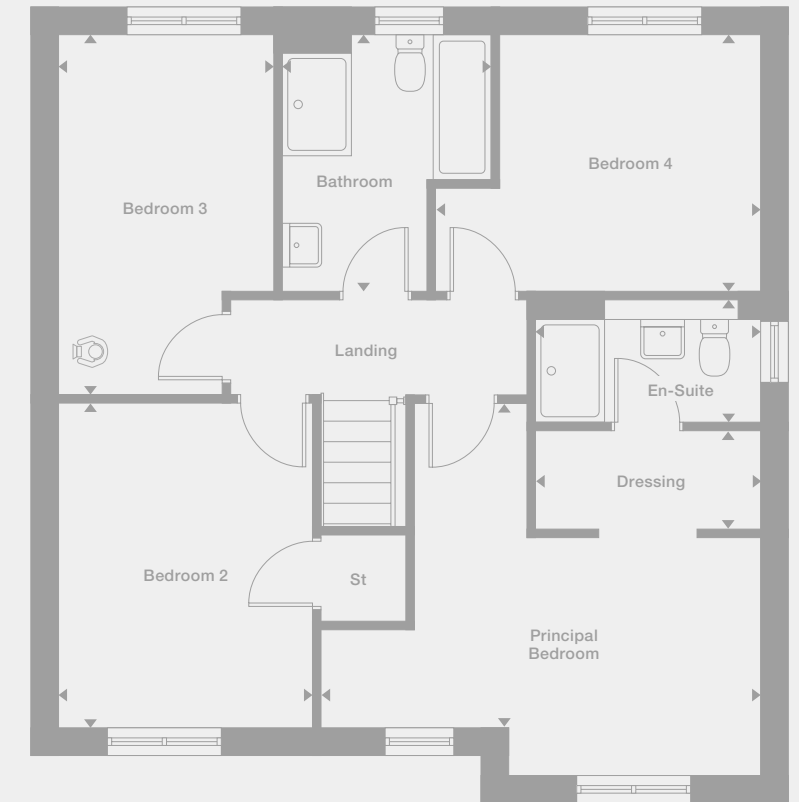 Bedroom 4
Bathroom
Bedroom 3
Landing
En-Suite
Dressing
Bedroom 2
St
Principal
Bedroom